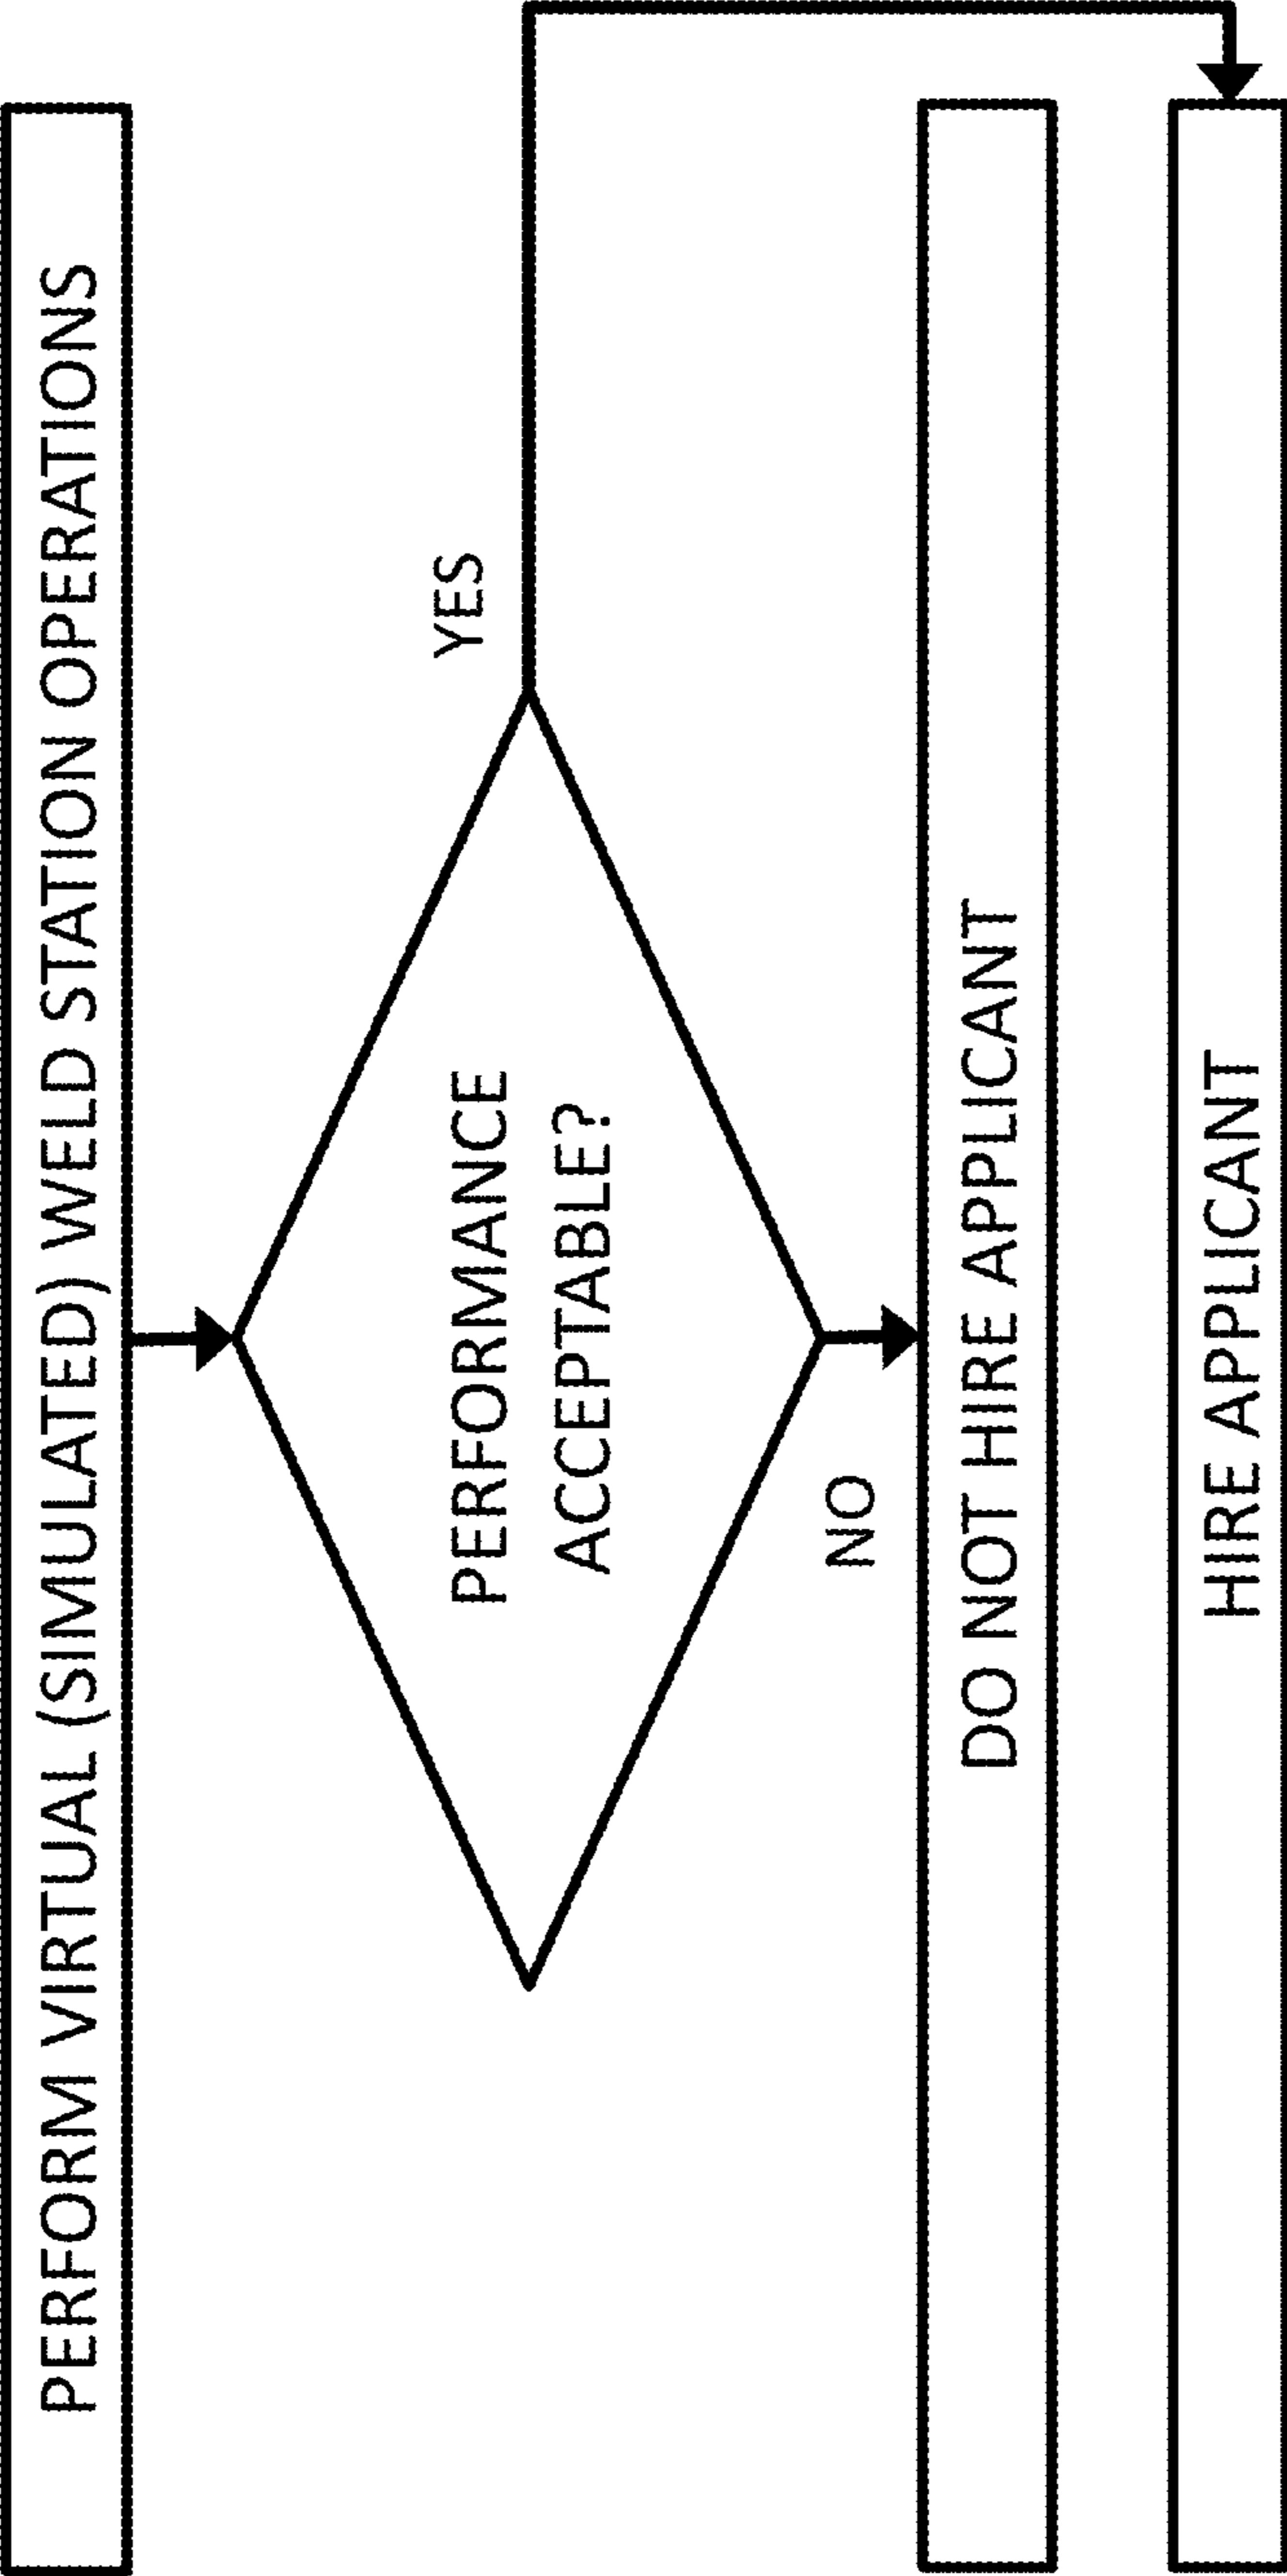 PERFORM VIRTUAL (SIMULATED) WELD STATION OPERATIONS
YES
PERFORMANCE
ACCEPTABLE?
NO
DO NOT HIRE APPLICANT
HIRE APPLICANT